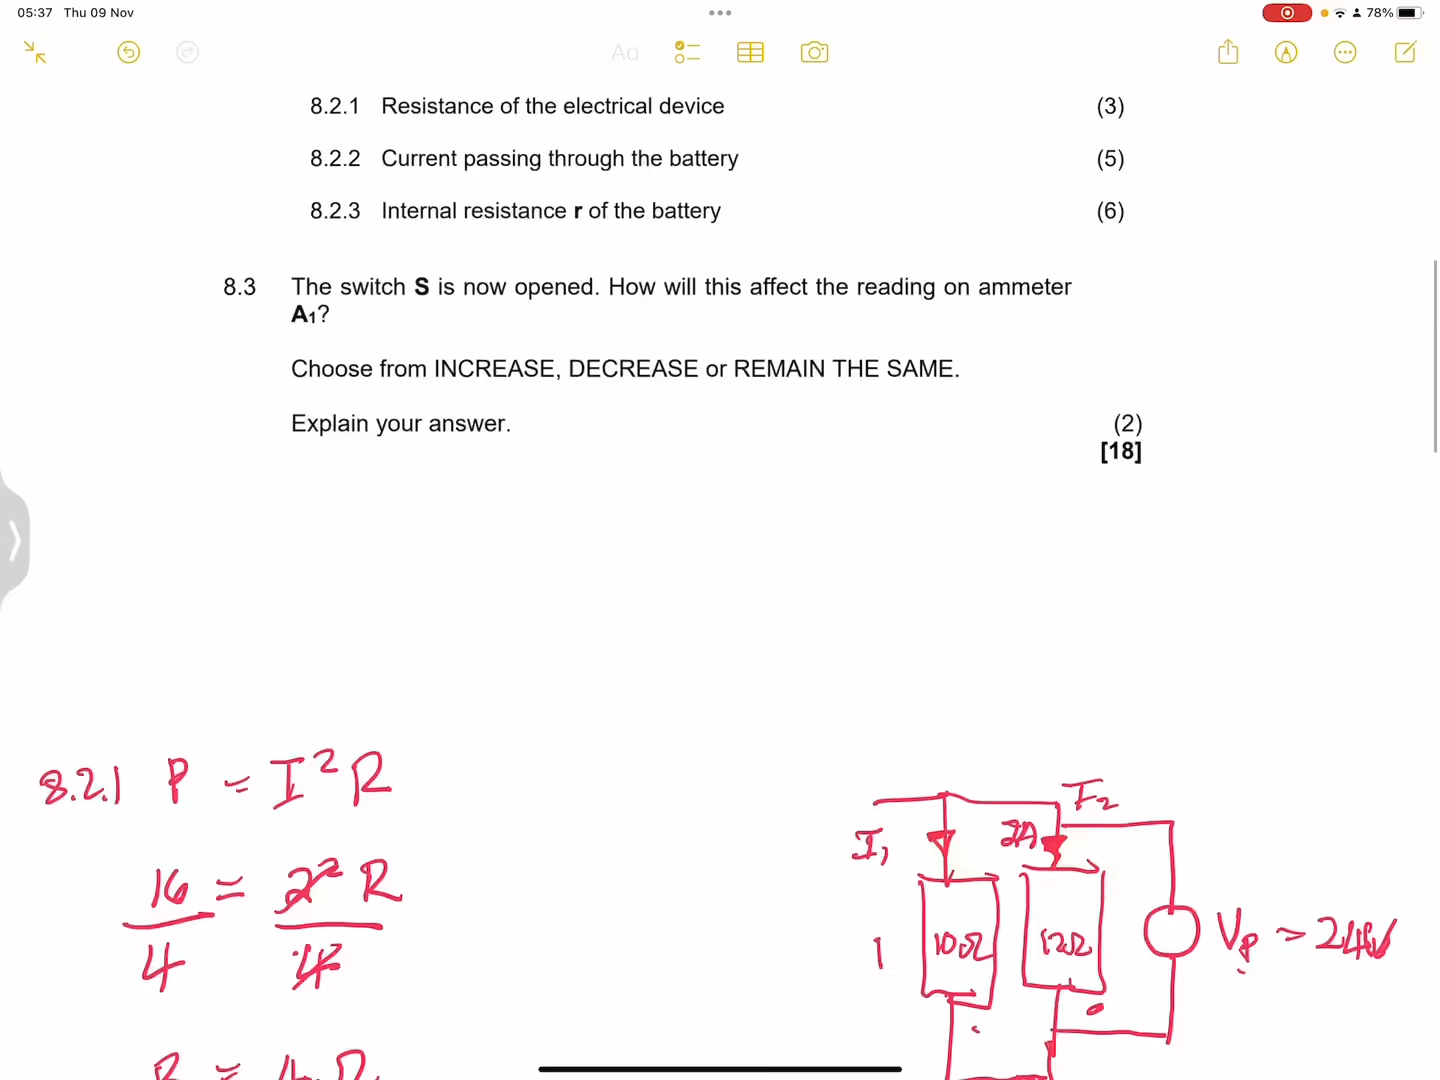 05:37 Thu 09 Nov
78%
Aa
8.2.1 Resistance of the electrical device (3)
8.2.2 Current passing through the battery (5)
8.2.3 Internal resistance r of the battery (6)
8.3 The switch S is now opened. How will this affect the reading on ammeter
A1?
Choose from INCREASE, DECREASE or REMAIN THE SAME.
Explain your answer. (2)
[18]
8.2.1 P = I²R
16 = 2² R
4
R = 4Ω
I₂
I₁ 2A
10Ω 12Ω Vp = 24V